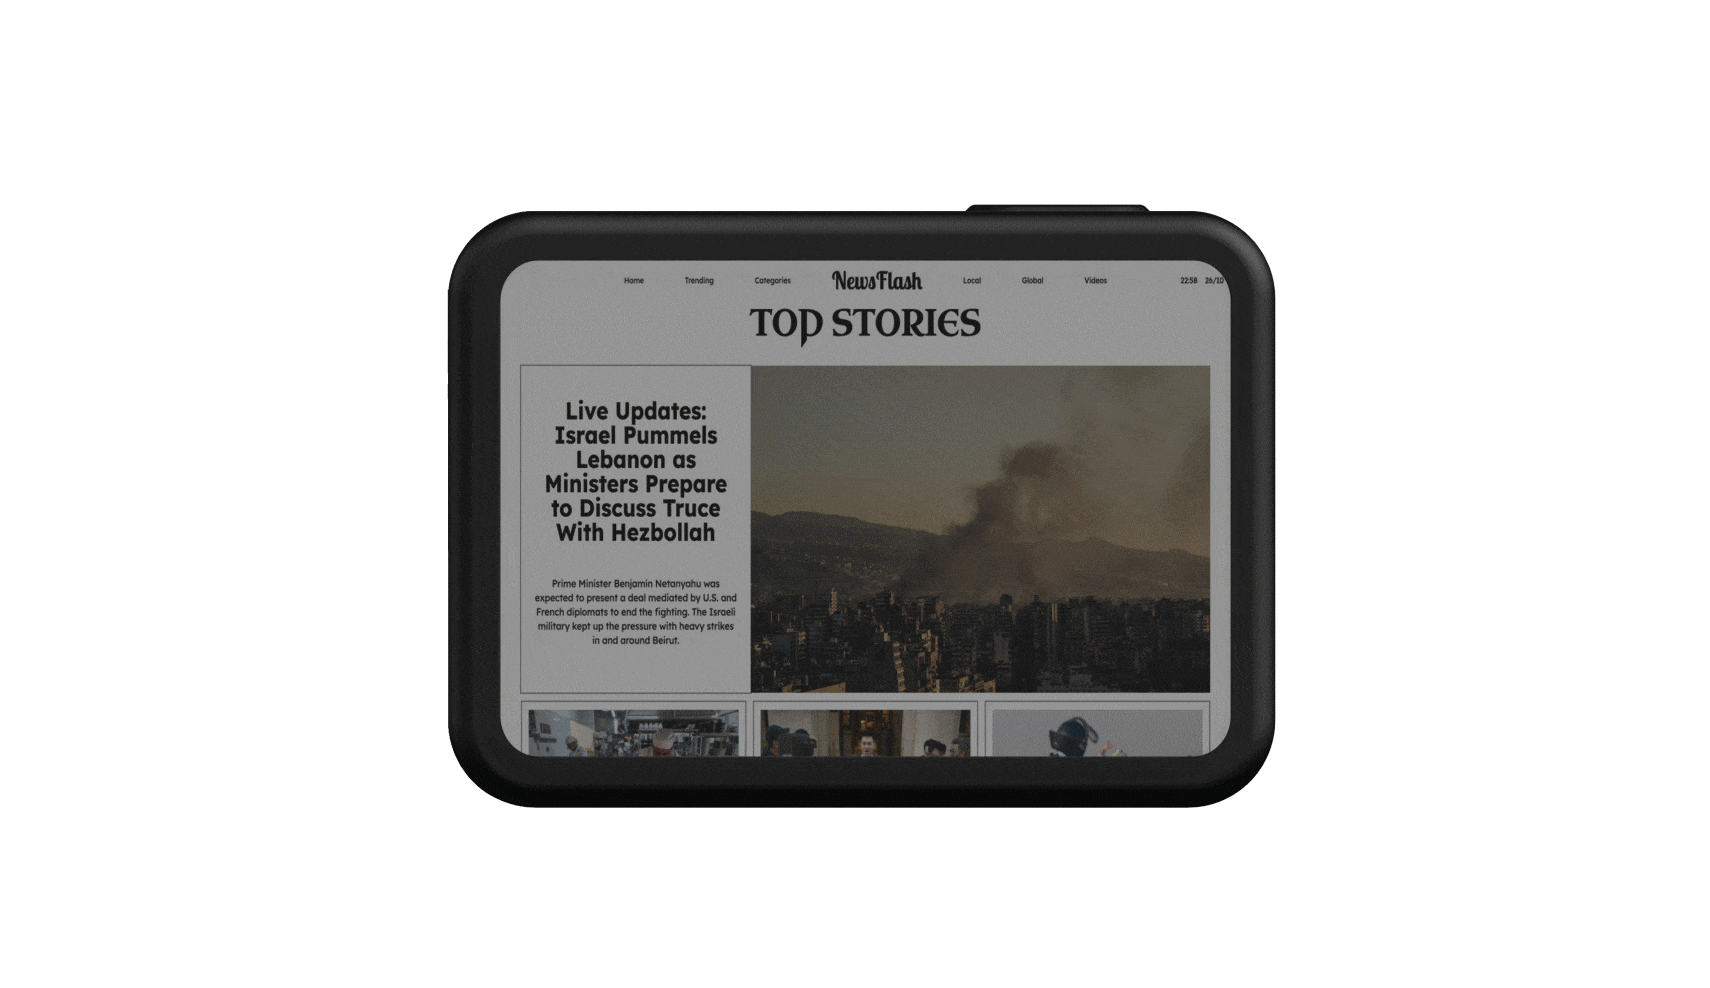 Home Trending Categories NewsFlash Local Global Videos 22:58 26/10
TOP STORIES
Live Updates:
Israel Pummels
Lebanon as
Ministers Prepare
to Discuss Truce
With Hezbollah
Prime Minister Benjamin Netanyahu was
expected to present a deal mediated by U.S. and
French diplomats to end the fighting. The Israeli
military kept up the pressure with heavy strikes
in and around Beirut.